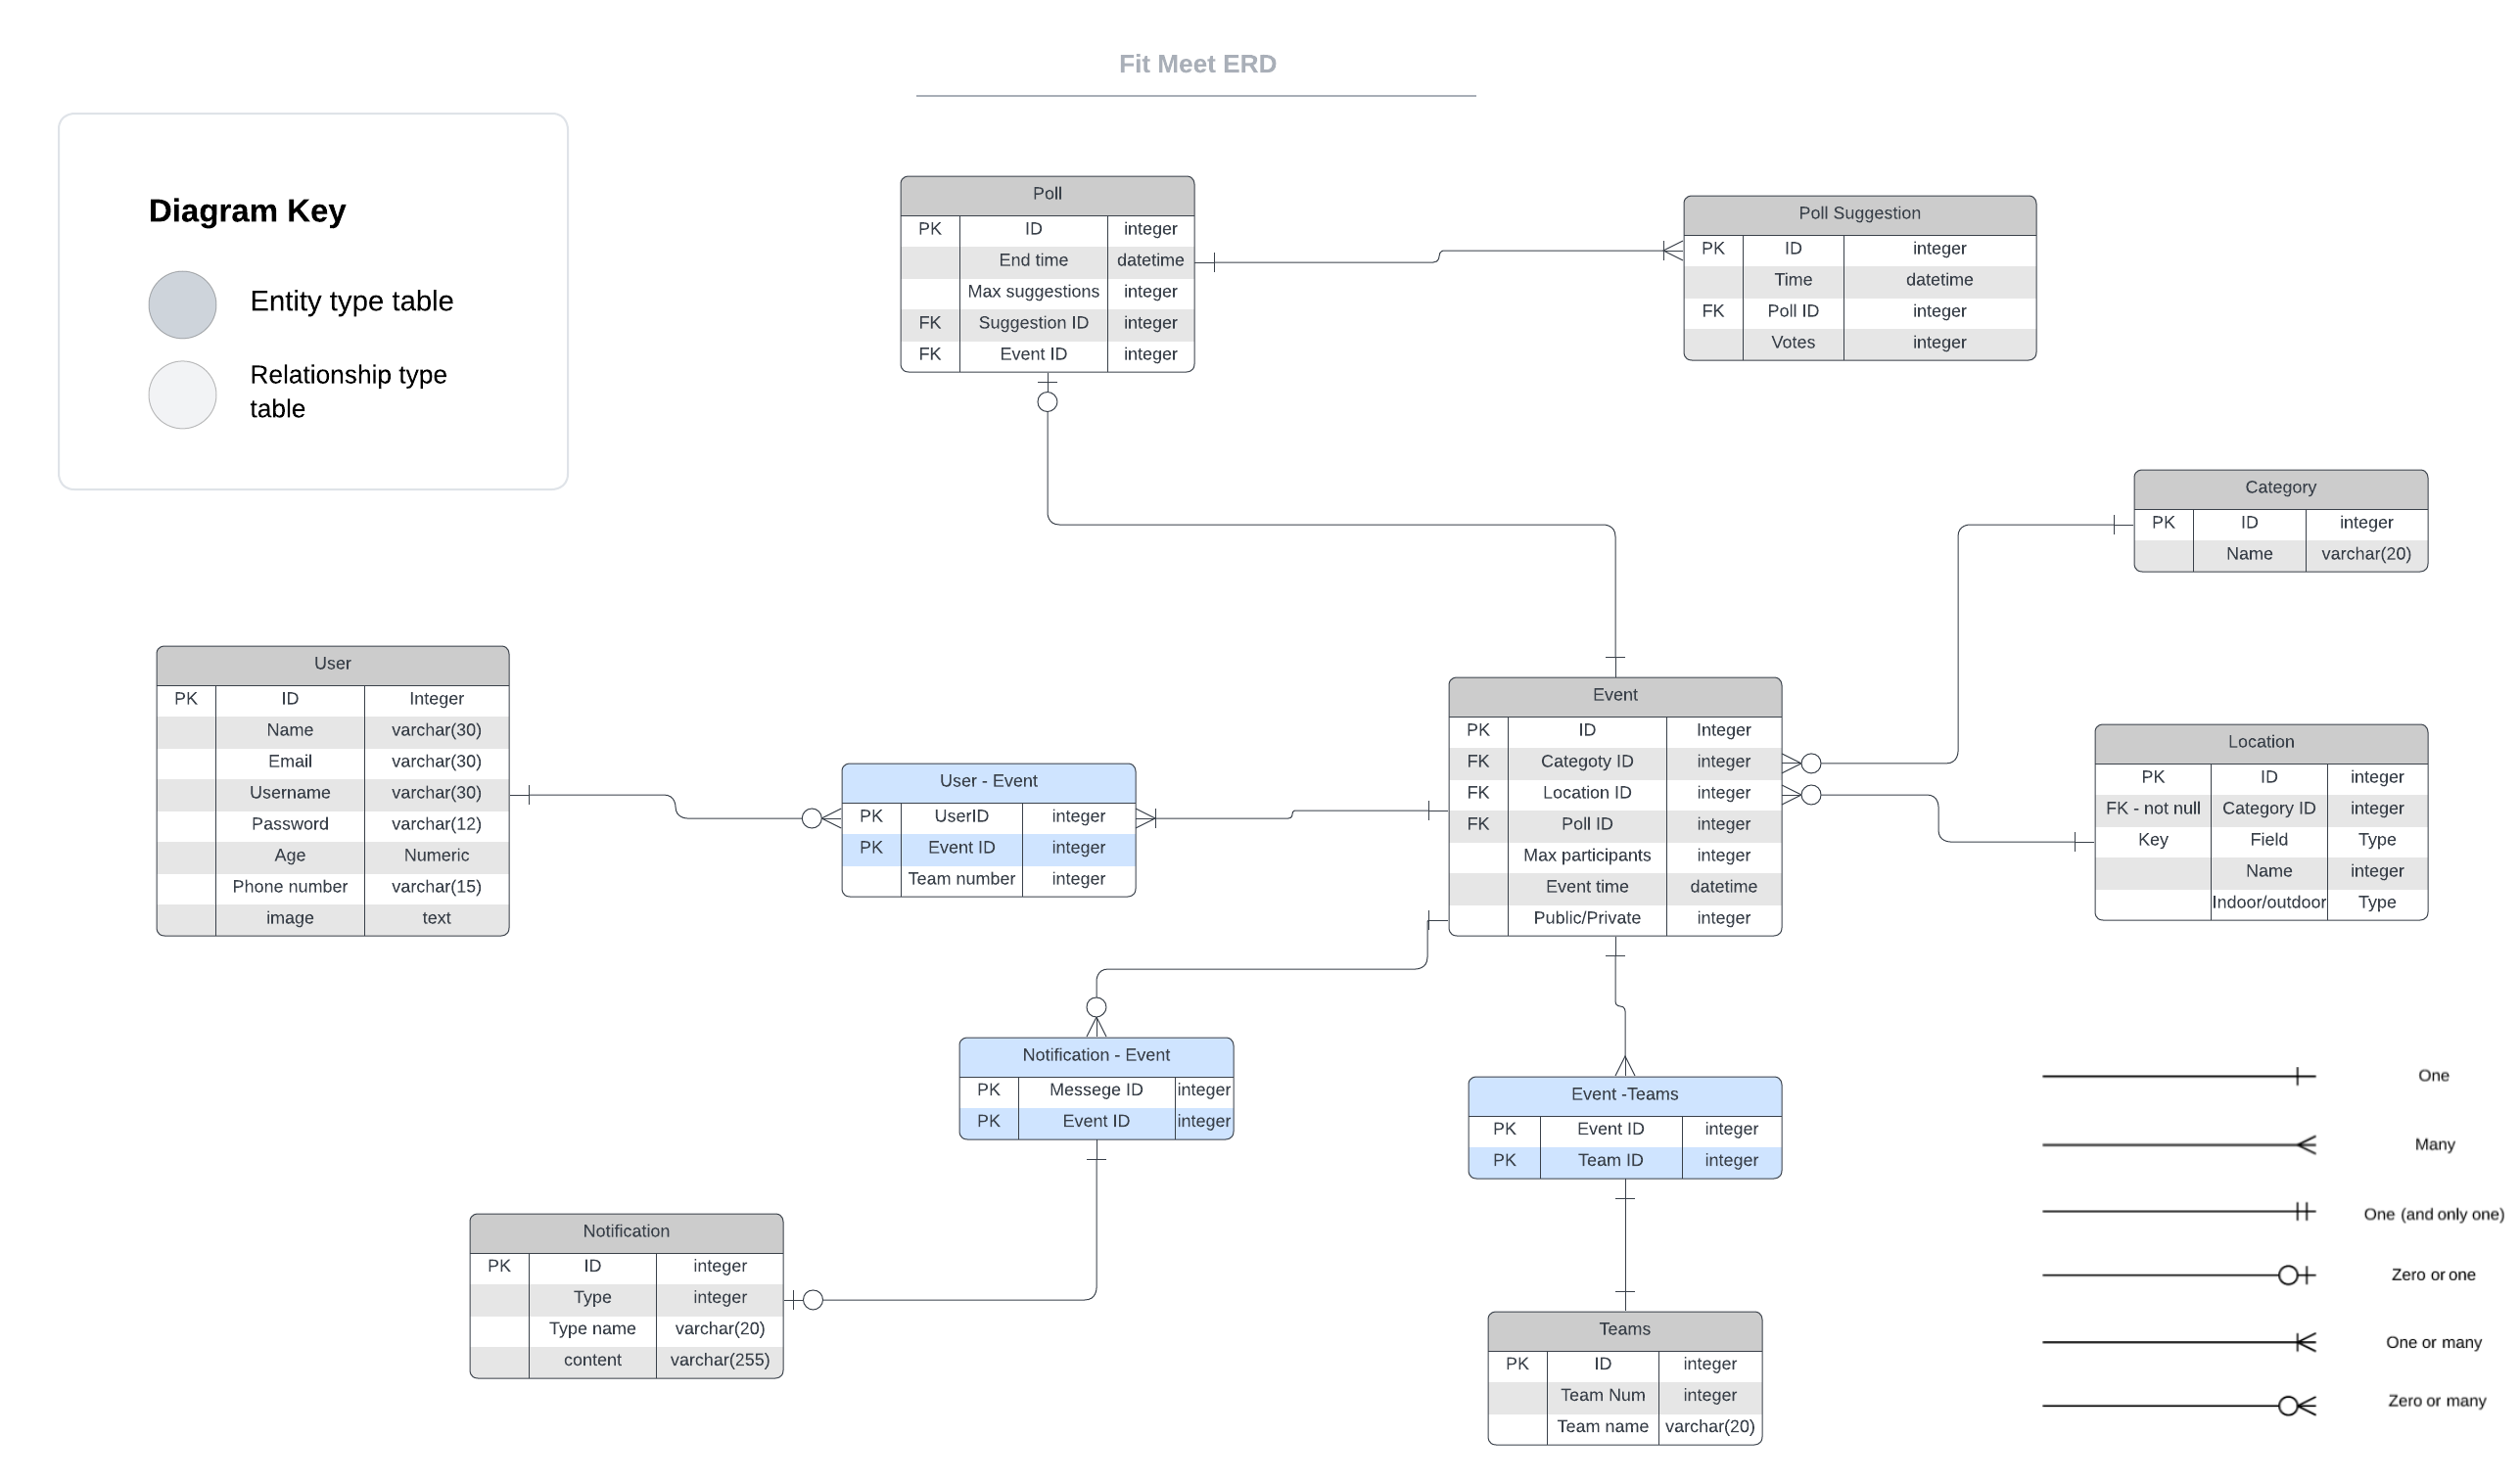 Fit Meet ERD
Diagram Key
Entity type table
Relationship type
table
Poll
PK ID integer
End time datetime
Max suggestions integer
FK Suggestion ID integer
FK Event ID integer
Poll Suggestion
PK ID integer
Time datetime
FK Poll ID integer
Votes integer
Category
PK ID integer
Name varchar(20)
User
PK ID Integer
Name varchar(30)
Email varchar(30)
Username varchar(30)
Password varchar(12)
Age Numeric
Phone number varchar(15)
image text
User - Event
PK UserID integer
PK Event ID integer
Team number integer
Event
PK ID Integer
FK Categoty ID integer
FK Location ID integer
FK Poll ID integer
Max participants integer
Event time datetime
Public/Private integer
Location
PK ID integer
FK - not null Category ID integer
Key Field Type
Name integer
Indoor/outdoor Type
Notification - Event
PK Messege ID integer
PK Event ID integer
Event -Teams
PK Event ID integer
PK Team ID integer
Notification
PK ID integer
Type integer
Type name varchar(20)
content varchar(255)
Teams
PK ID integer
Team Num integer
Team name varchar(20)
One
Many
One (and only one)
Zero or one
One or many
Zero or many